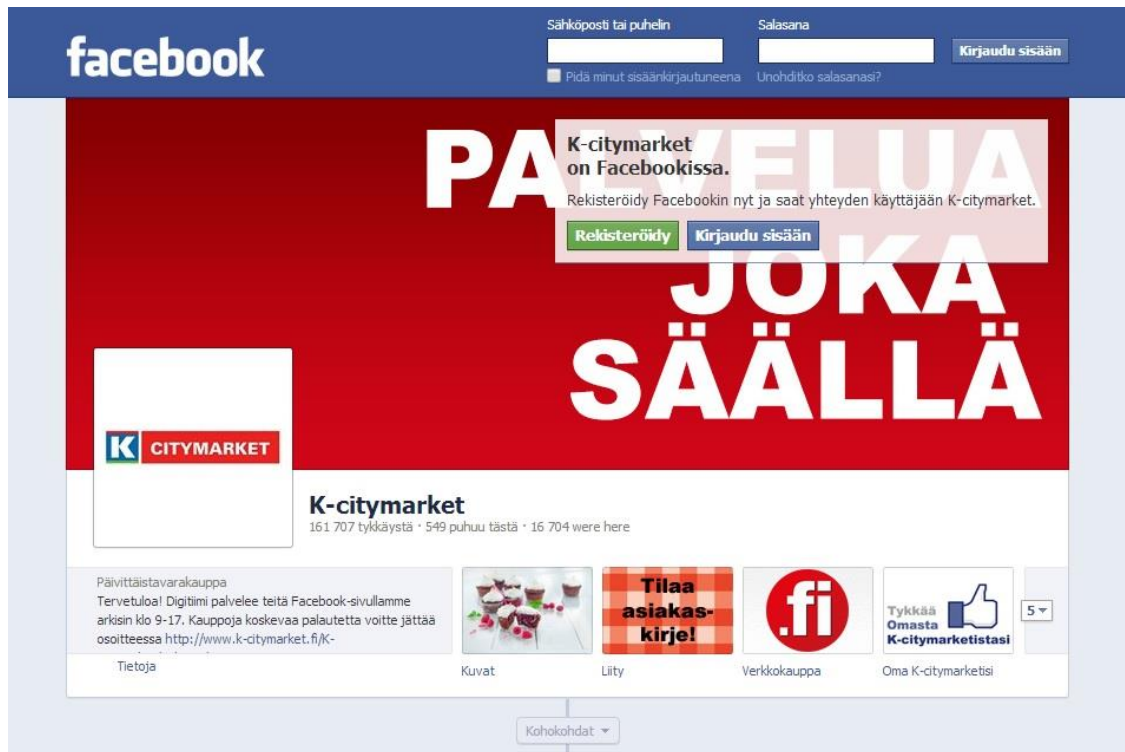 facebook
Sähköposti tai puhelin
Salasana
Kirjaudu sisään
Pidä minut sisäänkirjautuneena
Unohditko salasanasi?
PALVELUA
JOKA
SÄÄLLÄ
K-citymarket
on Facebookissa.
Rekisteröidy Facebookin nyt ja saat yhteyden käyttäjään K-citymarket.
Rekisteröidy
Kirjaudu sisään
K CITYMARKET
K-citymarket
161 707 tykkäystä · 549 puhuu tästä · 16 704 were here
Päivittäistavarakauppa
Tervetuloa! Digitiimi palvelee teitä Facebook-sivullamme
arkisin klo 9-17. Kauppoja koskevaa palautetta voitte jättää
osoitteessa http://www.k-citymarket.fi/K-
Tietoja
Kuvat
Tilaa
asiakas-
kirje!
Liity
.fi
Verkkokauppa
Tykkää
Omasta
K-citymarketistasi
Oma K-citymarketisi
5
Kohokohdat